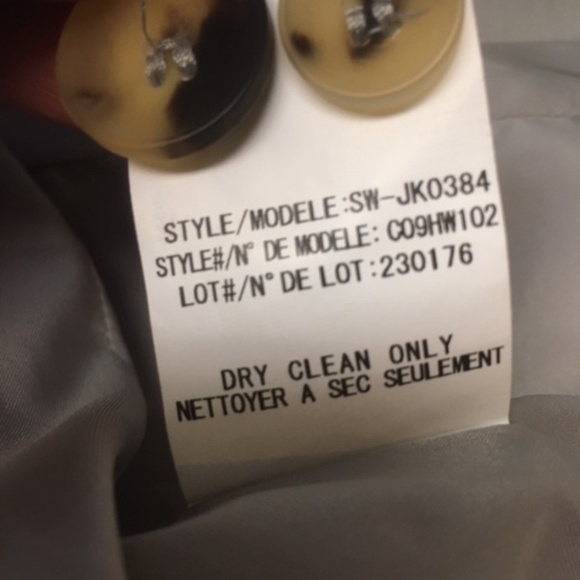 STYLE/MODELE:SW-JK0384
STYLE#/N° DE MODELE: C09HW102
LOT#/N° DE LOT:230176
DRY CLEAN ONLY
NETTOYER A SEC SEULEMENT